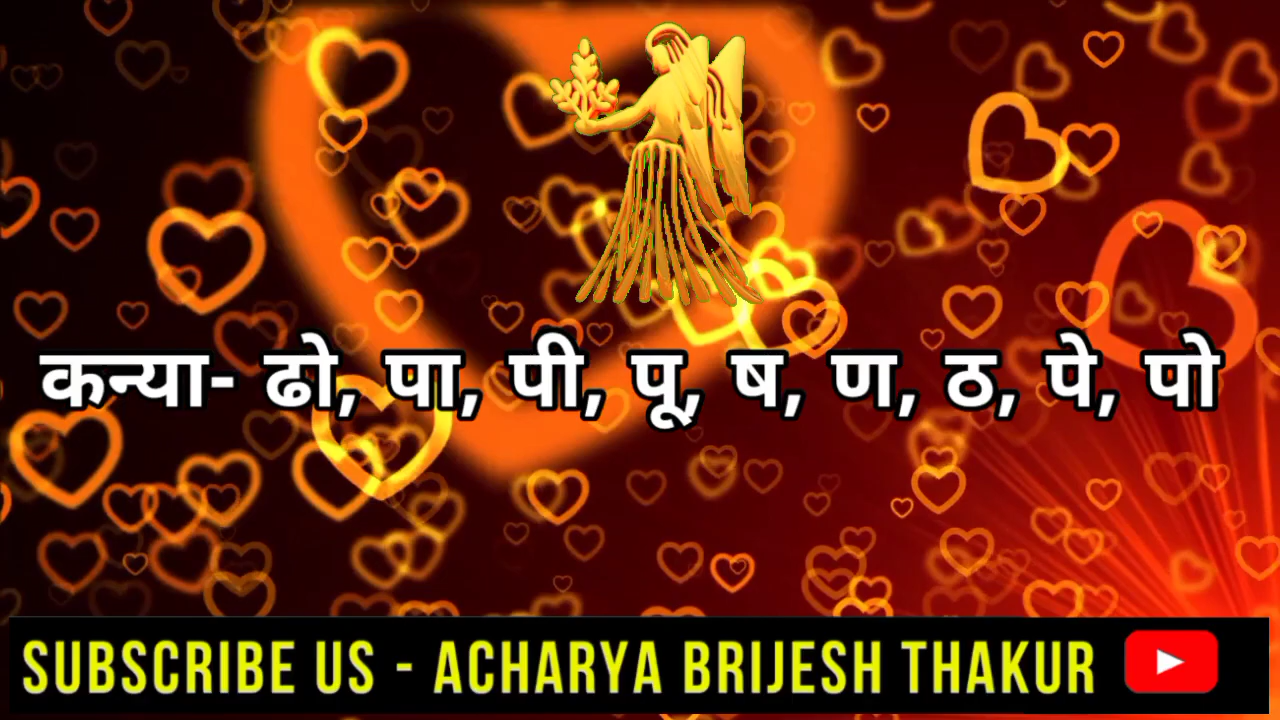 कन्या- ढो, पा, पी, पू, ष, ण, ठ, पे, पो
SUBSCRIBE US - ACHARYA BRIJESH THAKUR